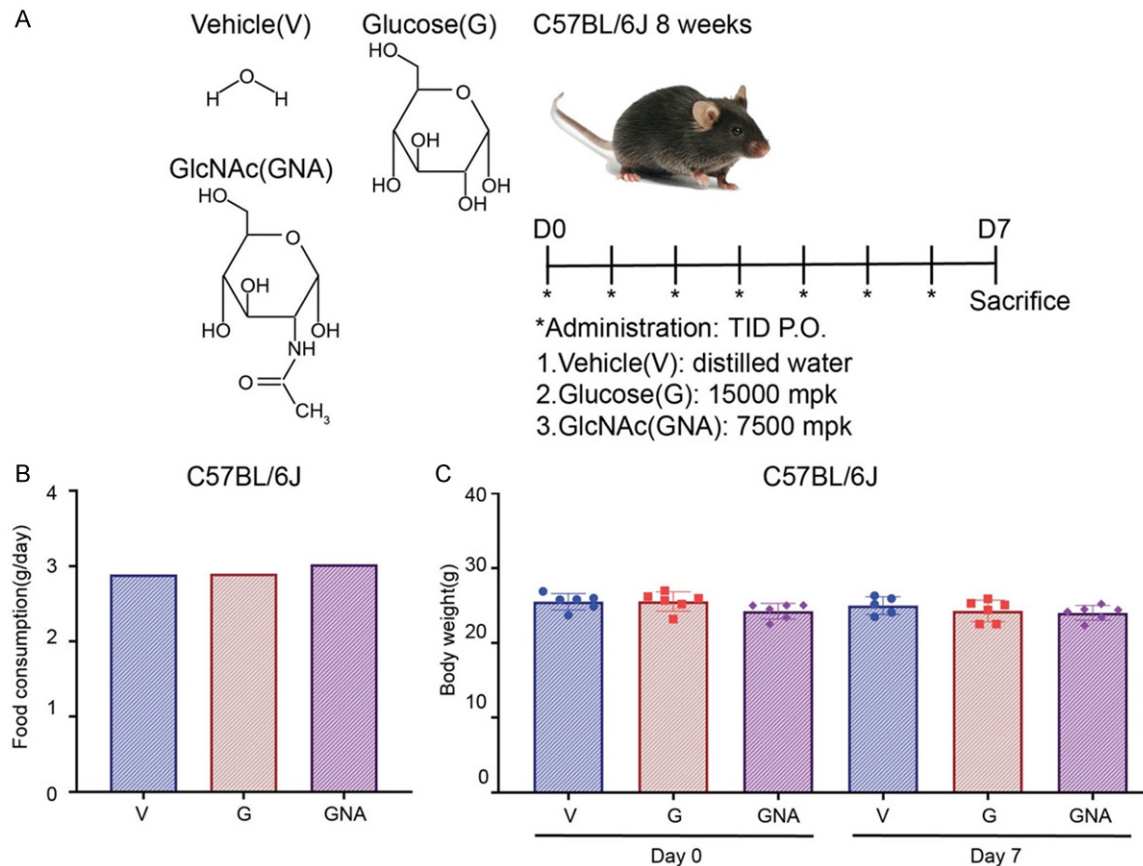 A
Vehicle(V)
Glucose(G)
C57BL/6J 8 weeks
O
H H
HO
O
OH
HO
OH
OH
GlcNAc(GNA)
HO
O
OH
HO
OH
NH
O
CH3
D0 D7
* * * * * * *
Sacrifice
*Administration: TID P.O.
1.Vehicle(V): distilled water
2.Glucose(G): 15000 mpk
3.GlcNAc(GNA): 7500 mpk
B
C57BL/6J
Food consumption(g/day)
4
3
2
1
0
V G GNA
C
C57BL/6J
Body weight(g)
40
30
20
10
0
V G GNA V G GNA
Day 0 Day 7